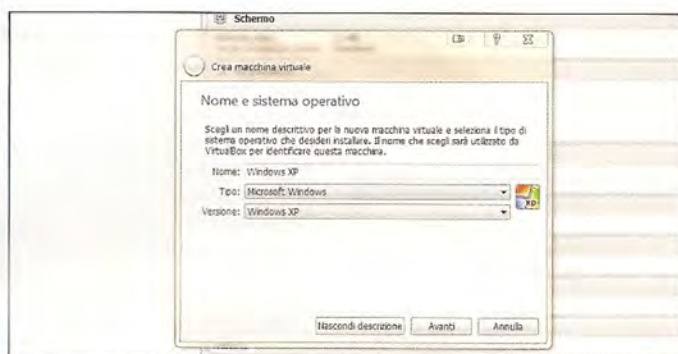 Schermo
Crea macchina virtuale
Nome e sistema operativo
Scegli un nome descrittivo per la nuova macchina virtuale e seleziona il tipo di
sistema operativo che desideri installare. Il nome che scegli sarà utilizzato da
VirtualBox per identificare questa macchina.
Nome: Windows XP
Tipo: Microsoft Windows
XP
Versione: Windows XP
Nascondi descrizione Avanti Annulla